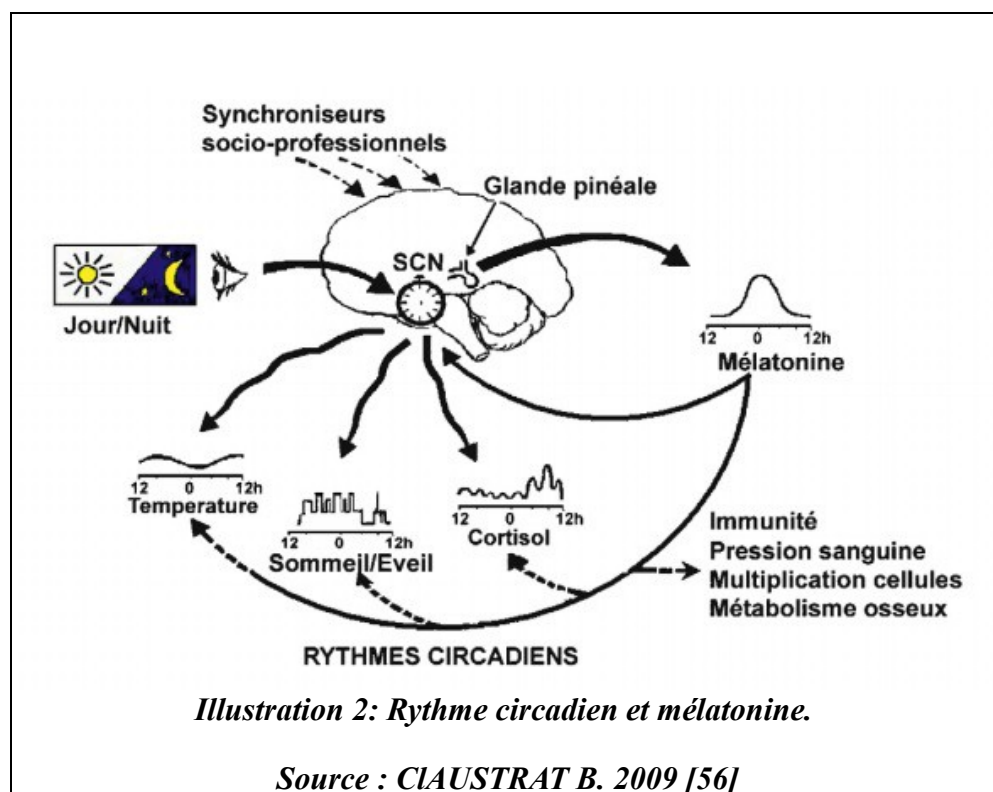 Synchroniseurs
socio-professionnels
Glande pinéale
SCN
Jour/Nuit
12 0 12h
Mélatonine
12 0 12h
Temperature
12 0 12h
Sommeil/Eveil
12 0 12h
Cortisol
Immunité
Pression sanguine
Multiplication cellules
Métabolisme osseux
RYTHMES CIRCADIENS
Illustration 2: Rythme circadien et mélatonine.
Source : ClAUSTRAT B. 2009 [56]